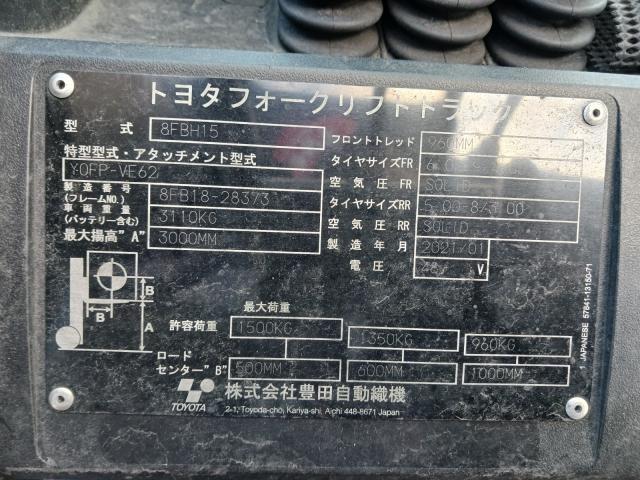 トヨタフォークリフトトラック
型式 8FBH15
特型型式・アタッチメント型式
YOFP-VE62
製造番号
(フレームNO.) 8FB18-28373
車両重量
(バッテリー含む) 3110KG
最大揚高"A" 3000MM
フロントトレッド 960MM
タイヤサイズFR
空気圧 FR SOLID
タイヤサイズRR 5.00-8/3.00
空気圧 RR SOLID
製造年月 2021/01
電圧 V
B
B
A
最大荷重
許容荷重 1500KG 1350KG 960KG
ロード
センター"B" 500MM 600MM 1000MM
TOYOTA
株式会社豊田自動織機
2-1, Toyoda-cho, Kariya-shi, Aichi 448-8671 Japan
1 JAPANESE 57841-13150-71